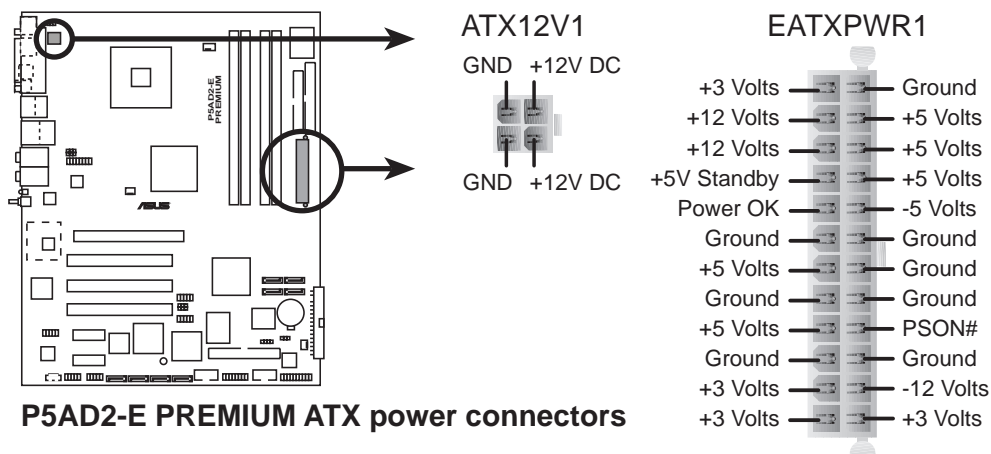 ATX12V1
GND +12V DC
GND +12V DC
EATXPWR1
+3 Volts Ground
+12 Volts +5 Volts
+12 Volts +5 Volts
+5V Standby +5 Volts
Power OK -5 Volts
Ground Ground
+5 Volts Ground
Ground Ground
+5 Volts PSON#
Ground Ground
+3 Volts -12 Volts
+3 Volts +3 Volts
P5AD2-E
PREMIUM
ASUS
P5AD2-E PREMIUM ATX power connectors